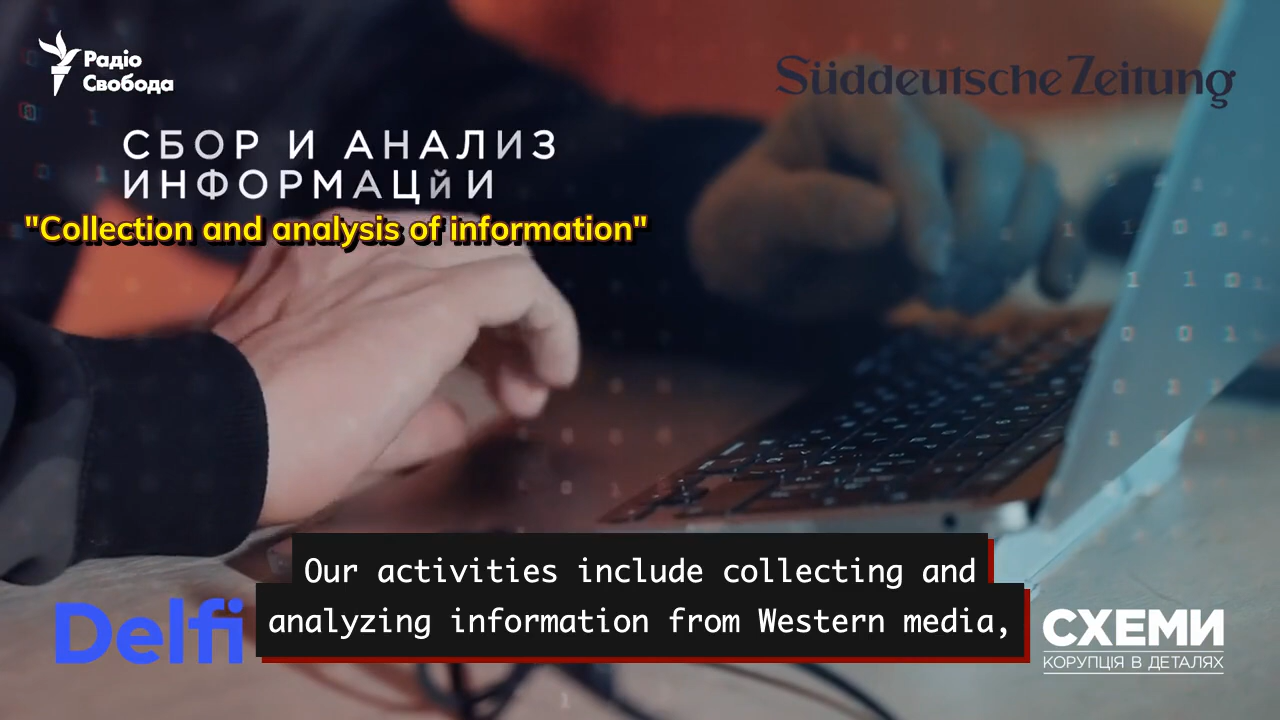 Радіо
Свобода
Süddeutsche Zeitung
СБОР И АНАЛИЗ
ИНФОРМАЦйИ
"Collection and analysis of information"
Our activities include collecting and
analyzing information from Western media,
Delfi
СХЕМИ
КОРУПЦІЯ В ДЕТАЛЯХ